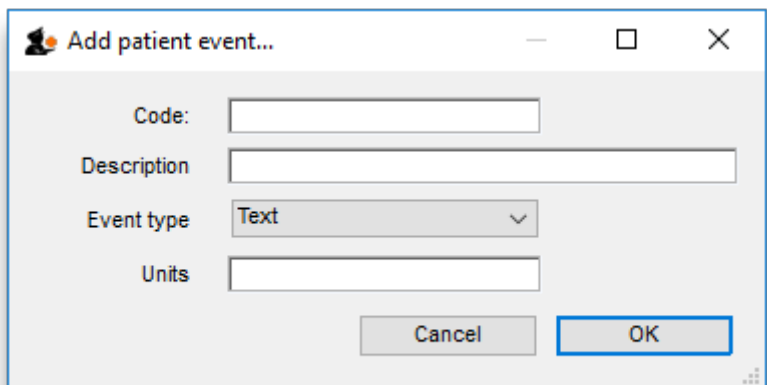 Add patient event...
Code:
Description
Event type Text
Units
Cancel OK